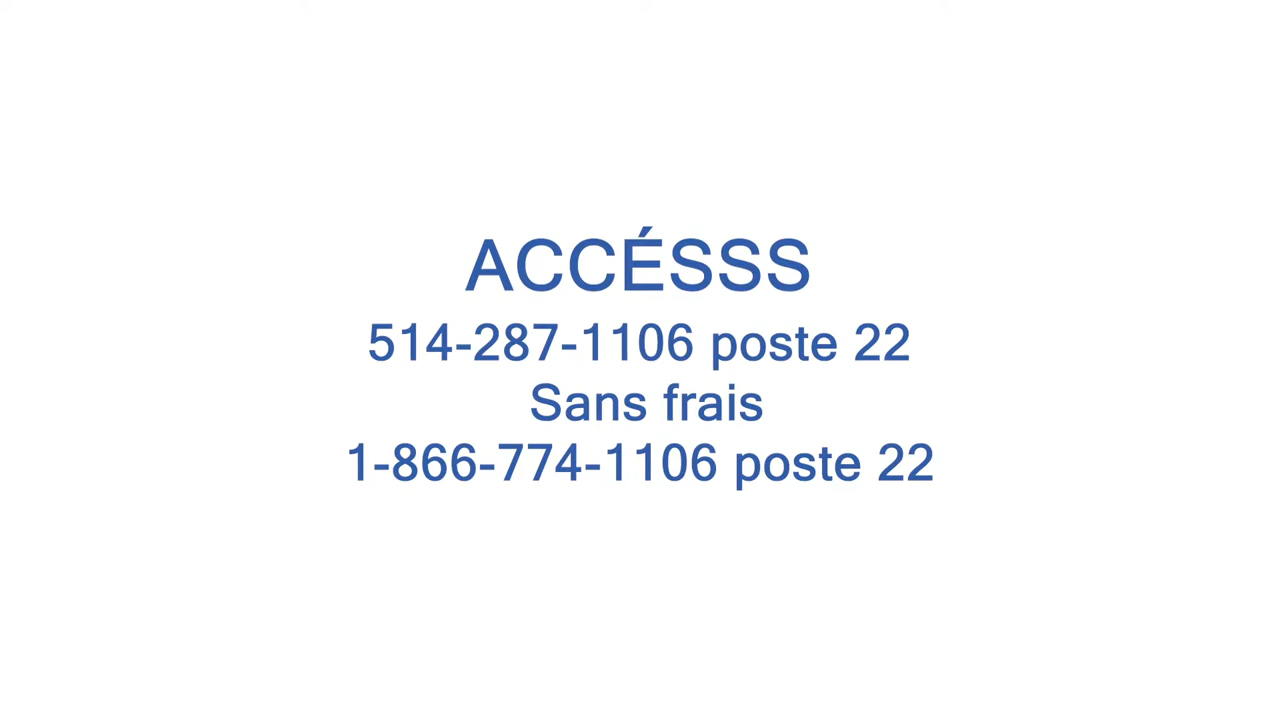 ACCÉSSS
514-287-1106 poste 22
Sans frais
1-866-774-1106 poste 22